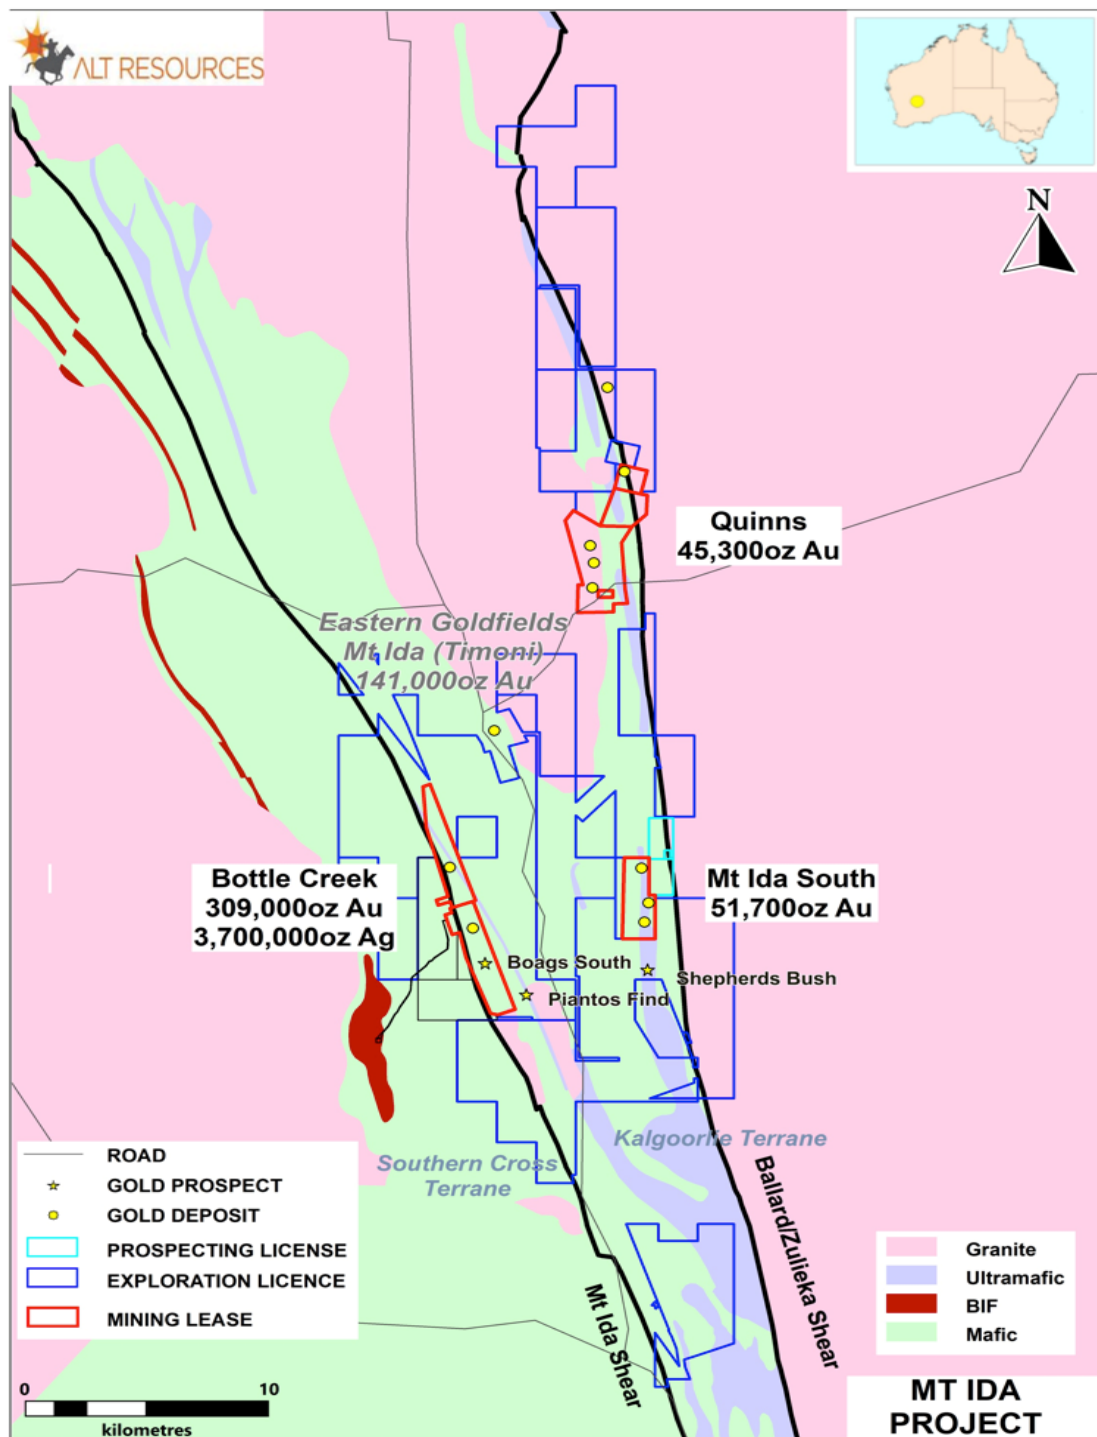 ALT RESOURCES
N
Quinns
45,300oz Au
Eastern Goldfields
Mt Ida (Timoni)
141,000oz Au
Bottle Creek
309,000oz Au
3,700,000oz Ag
Mt Ida South
51,700oz Au
Boags South
Shepherds Bush
Piantos Find
Kalgoorlie Terrane
Southern Cross
Terrane
Ballard/Zulieka Shear
Mt Ida Shear
ROAD
GOLD PROSPECT
GOLD DEPOSIT
PROSPECTING LICENSE
EXPLORATION LICENCE
MINING LEASE
Granite
Ultramafic
BIF
Mafic
0 10
kilometres
MT IDA
PROJECT